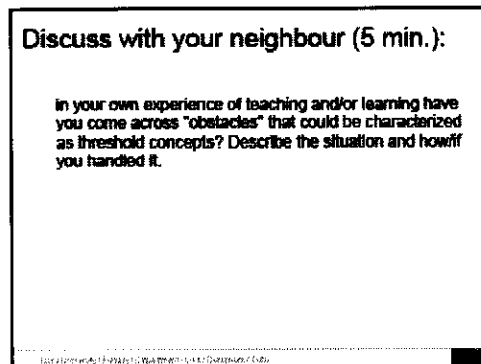 Discuss with your neighbour (5 min.):
in your own experience of teaching and/or learning have
you come across "obstacles" that could be characterized
as threshold concepts? Describe the situation and how/if
you handled it.